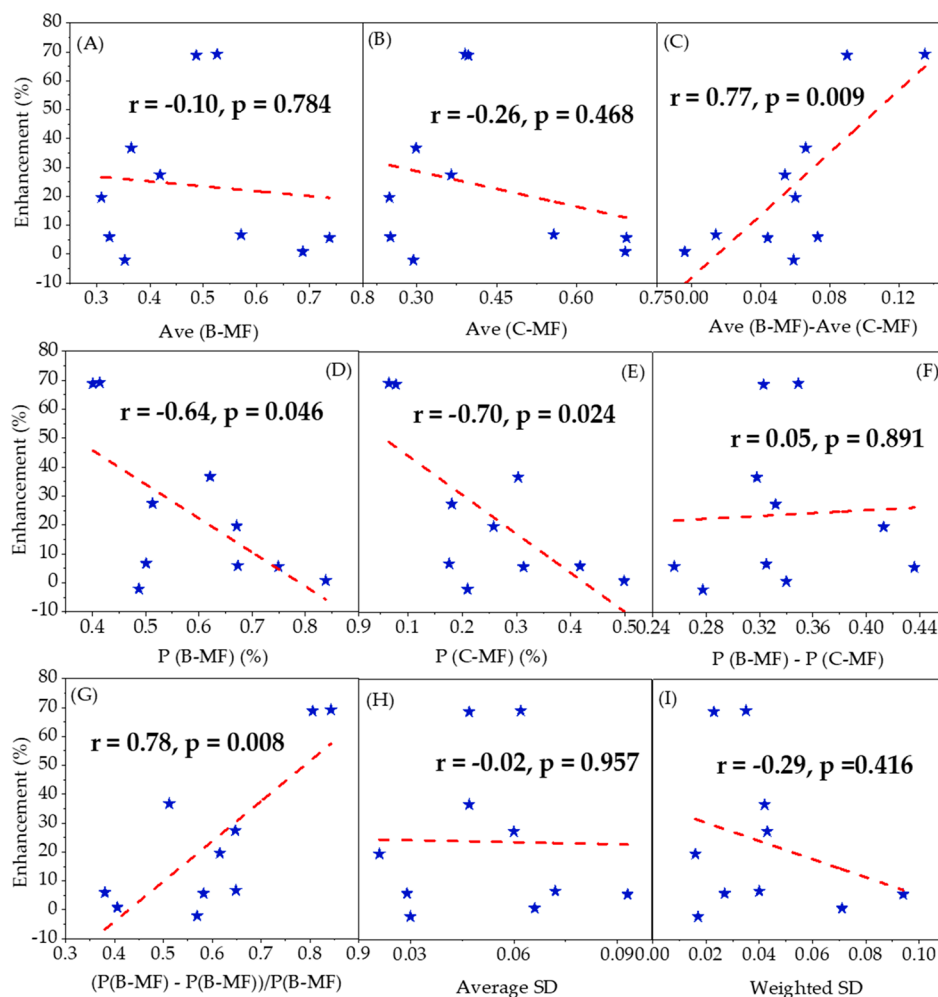 (A)
r = -0.10, p = 0.784
Enhancement (%)
80
70
60
50
40
30
20
10
0
-10
0.3 0.4 0.5 0.6 0.7 0.8
Ave (B-MF)
(B)
r = -0.26, p = 0.468
0.30 0.45 0.60 0.75
Ave (C-MF)
(C)
r = 0.77, p = 0.009
0.00 0.04 0.08 0.12
Ave (B-MF)-Ave (C-MF)
(D)
r = -0.64, p = 0.046
Enhancement (%)
80
70
60
50
40
30
20
10
0
-10
0.4 0.5 0.6 0.7 0.8 0.9
P (B-MF) (%)
(E)
r = -0.70, p = 0.024
0.1 0.2 0.3 0.4 0.5
P (C-MF) (%)
(F)
r = 0.05, p = 0.891
0.24 0.28 0.32 0.36 0.40 0.44
P (B-MF) - P (C-MF)
(G)
r = 0.78, p = 0.008
Enhancement (%)
80
70
60
50
40
30
20
10
0
-10
0.3 0.4 0.5 0.6 0.7 0.8 0.9
(P(B-MF) - P(B-MF))/P(B-MF)
(H)
r = -0.02, p = 0.957
0.03 0.06 0.09
Average SD
(I)
r = -0.29, p =0.416
0.00 0.02 0.04 0.06 0.08 0.10
Weighted SD